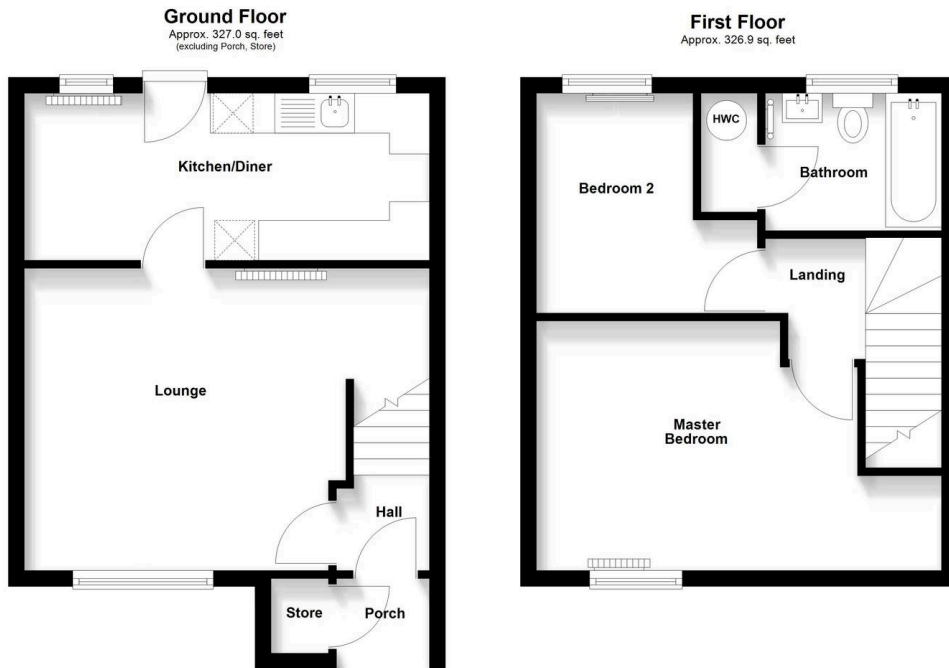 Ground Floor
Approx. 327.0 sq. feet
(excluding Porch, Store)
Kitchen/Diner
Lounge
Hall
Store
Porch
First Floor
Approx. 326.9 sq. feet
HWC
Bathroom
Bedroom 2
Landing
Master
Bedroom